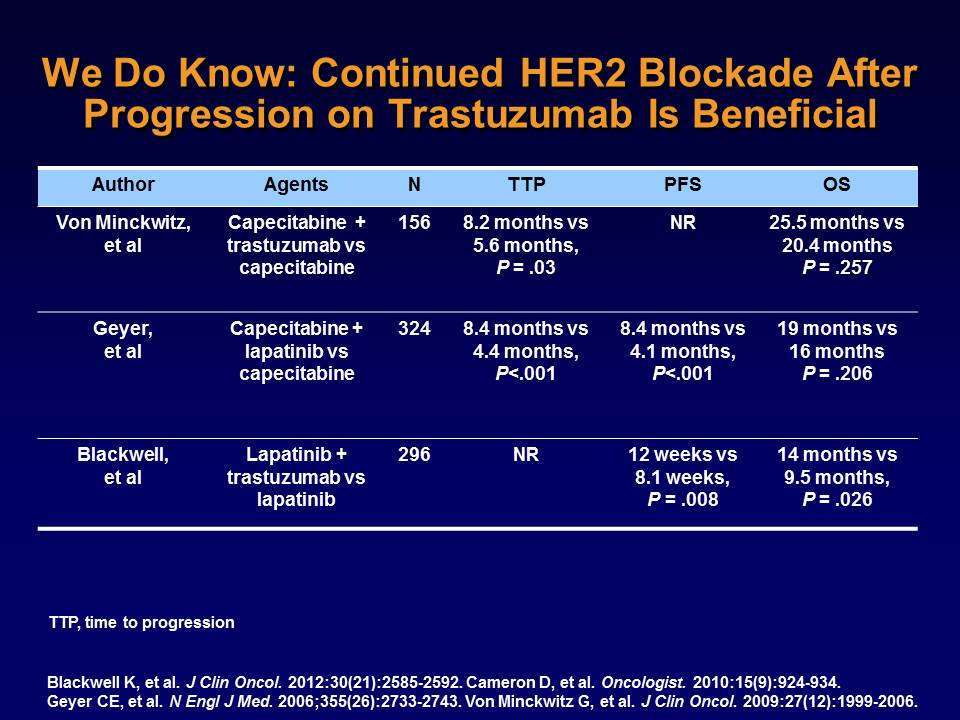 We Do Know: Continued HER2 Blockade After
Progression on Trastuzumab Is Beneficial
Author Agents N TTP PFS OS
Von Minckwitz, Capecitabine + 156 8.2 months vs NR 25.5 months vs
et al trastuzumab vs 5.6 months, 20.4 months
capecitabine P = .03 P = .257
Geyer, Capecitabine + 324 8.4 months vs 8.4 months vs 19 months vs
et al lapatinib vs 4.4 months, 4.1 months, 16 months
capecitabine P<.001 P<.001 P = .206
Blackwell, Lapatinib + 296 NR 12 weeks vs 14 months vs
et al trastuzumab vs 8.1 weeks, 9.5 months,
lapatinib P = .008 P = .026
TTP, time to progression
Blackwell K, et al. J Clin Oncol. 2012:30(21):2585-2592. Cameron D, et al. Oncologist. 2010:15(9):924-934.
Geyer CE, et al. N Engl J Med. 2006;355(26):2733-2743. Von Minckwitz G, et al. J Clin Oncol. 2009:27(12):1999-2006.